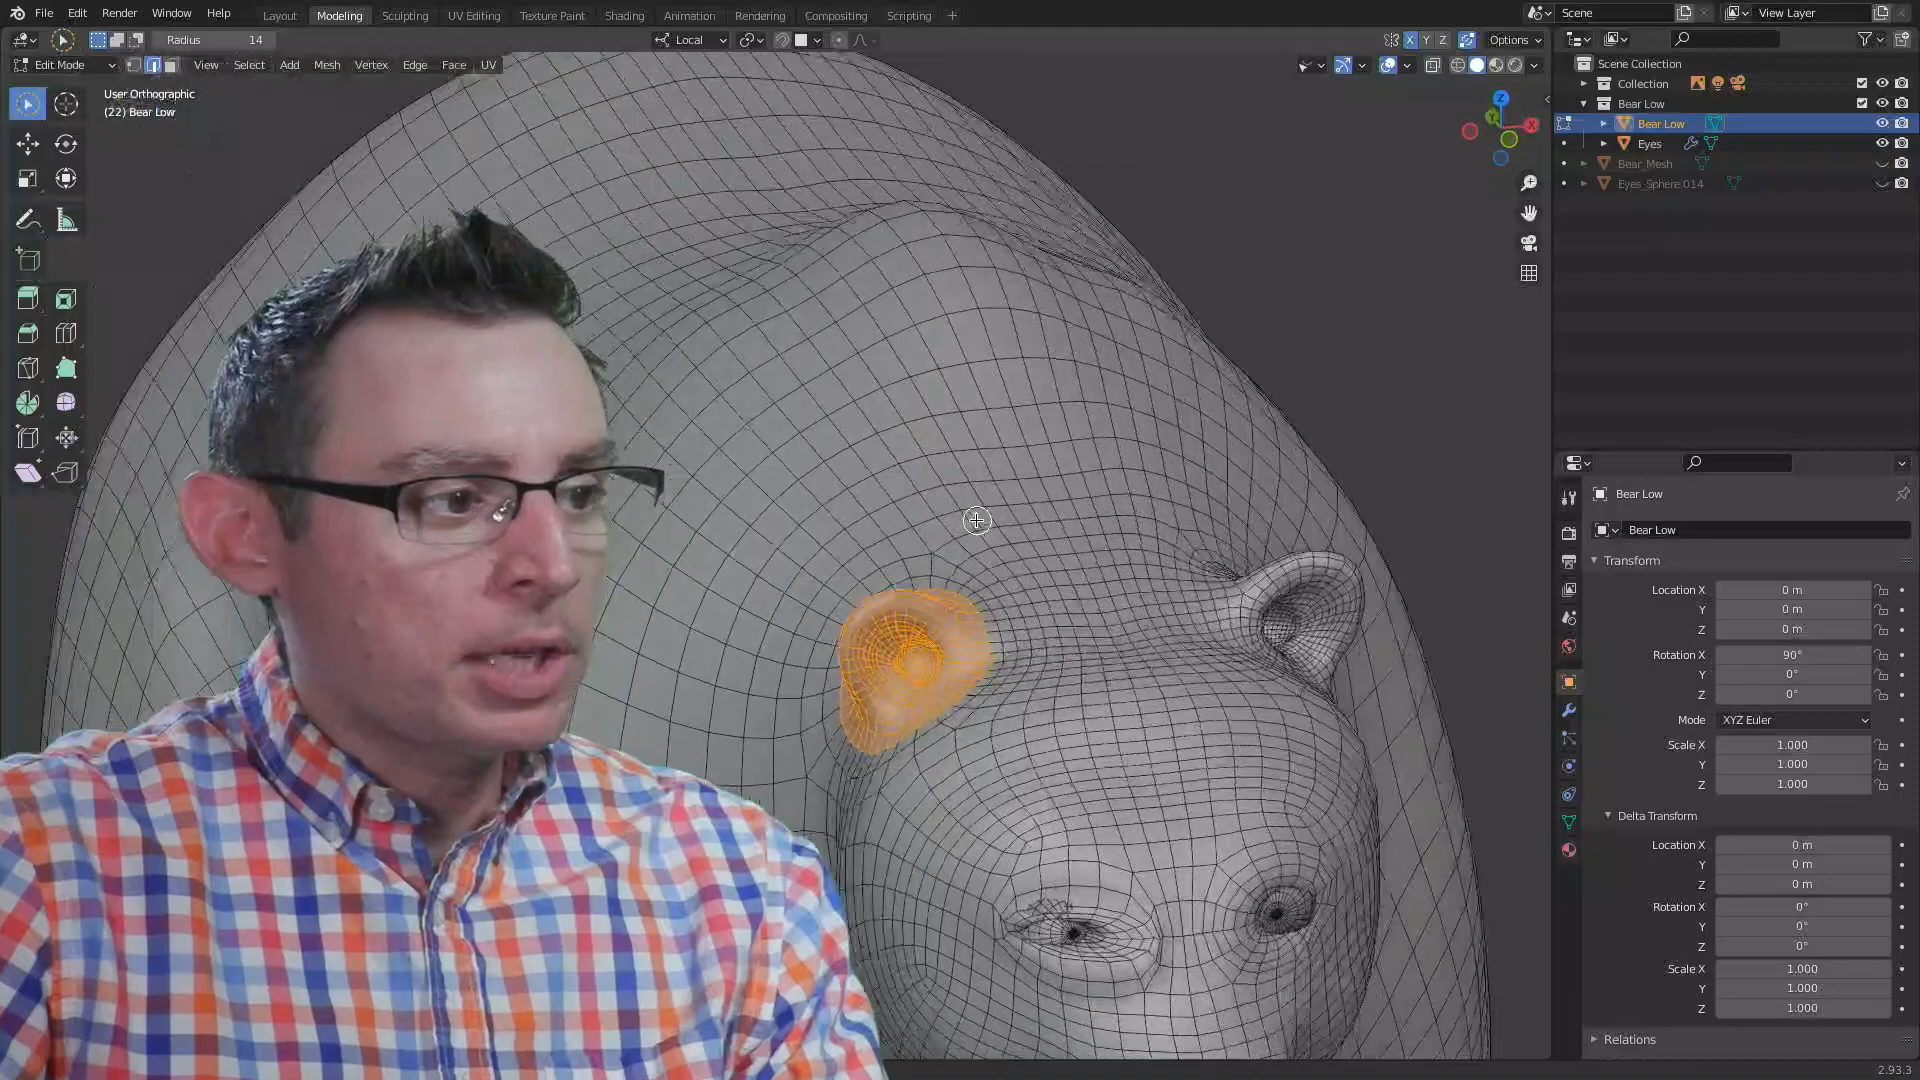 File Edit Render Window Help Layout Modeling Sculpting UV Editing Texture Paint Shading Animation Rendering Compositing Scripting + Scene View Layer
Radius 14 Local X Y Z Options
Edit Mode View Select Add Mesh Vertex Edge Face UV
User Orthographic
(22) Bear Low
Z
Y
X
Scene Collection
Collection
Bear Low
Bear Low
Eyes
Bear_Mesh
Eyes_Sphere.014
Bear Low
Bear Low
Transform
Location X 0 m
Y 0 m
Z 0 m
Rotation X 90°
Y 0°
Z 0°
Mode XYZ Euler
Scale X 1.000
Y 1.000
Z 1.000
Delta Transform
Location X 0 m
Y 0 m
Z 0 m
Rotation X 0°
Y 0°
Z 0°
Scale X 1.000
Y 1.000
Z 1.000
Relations
2.93.3